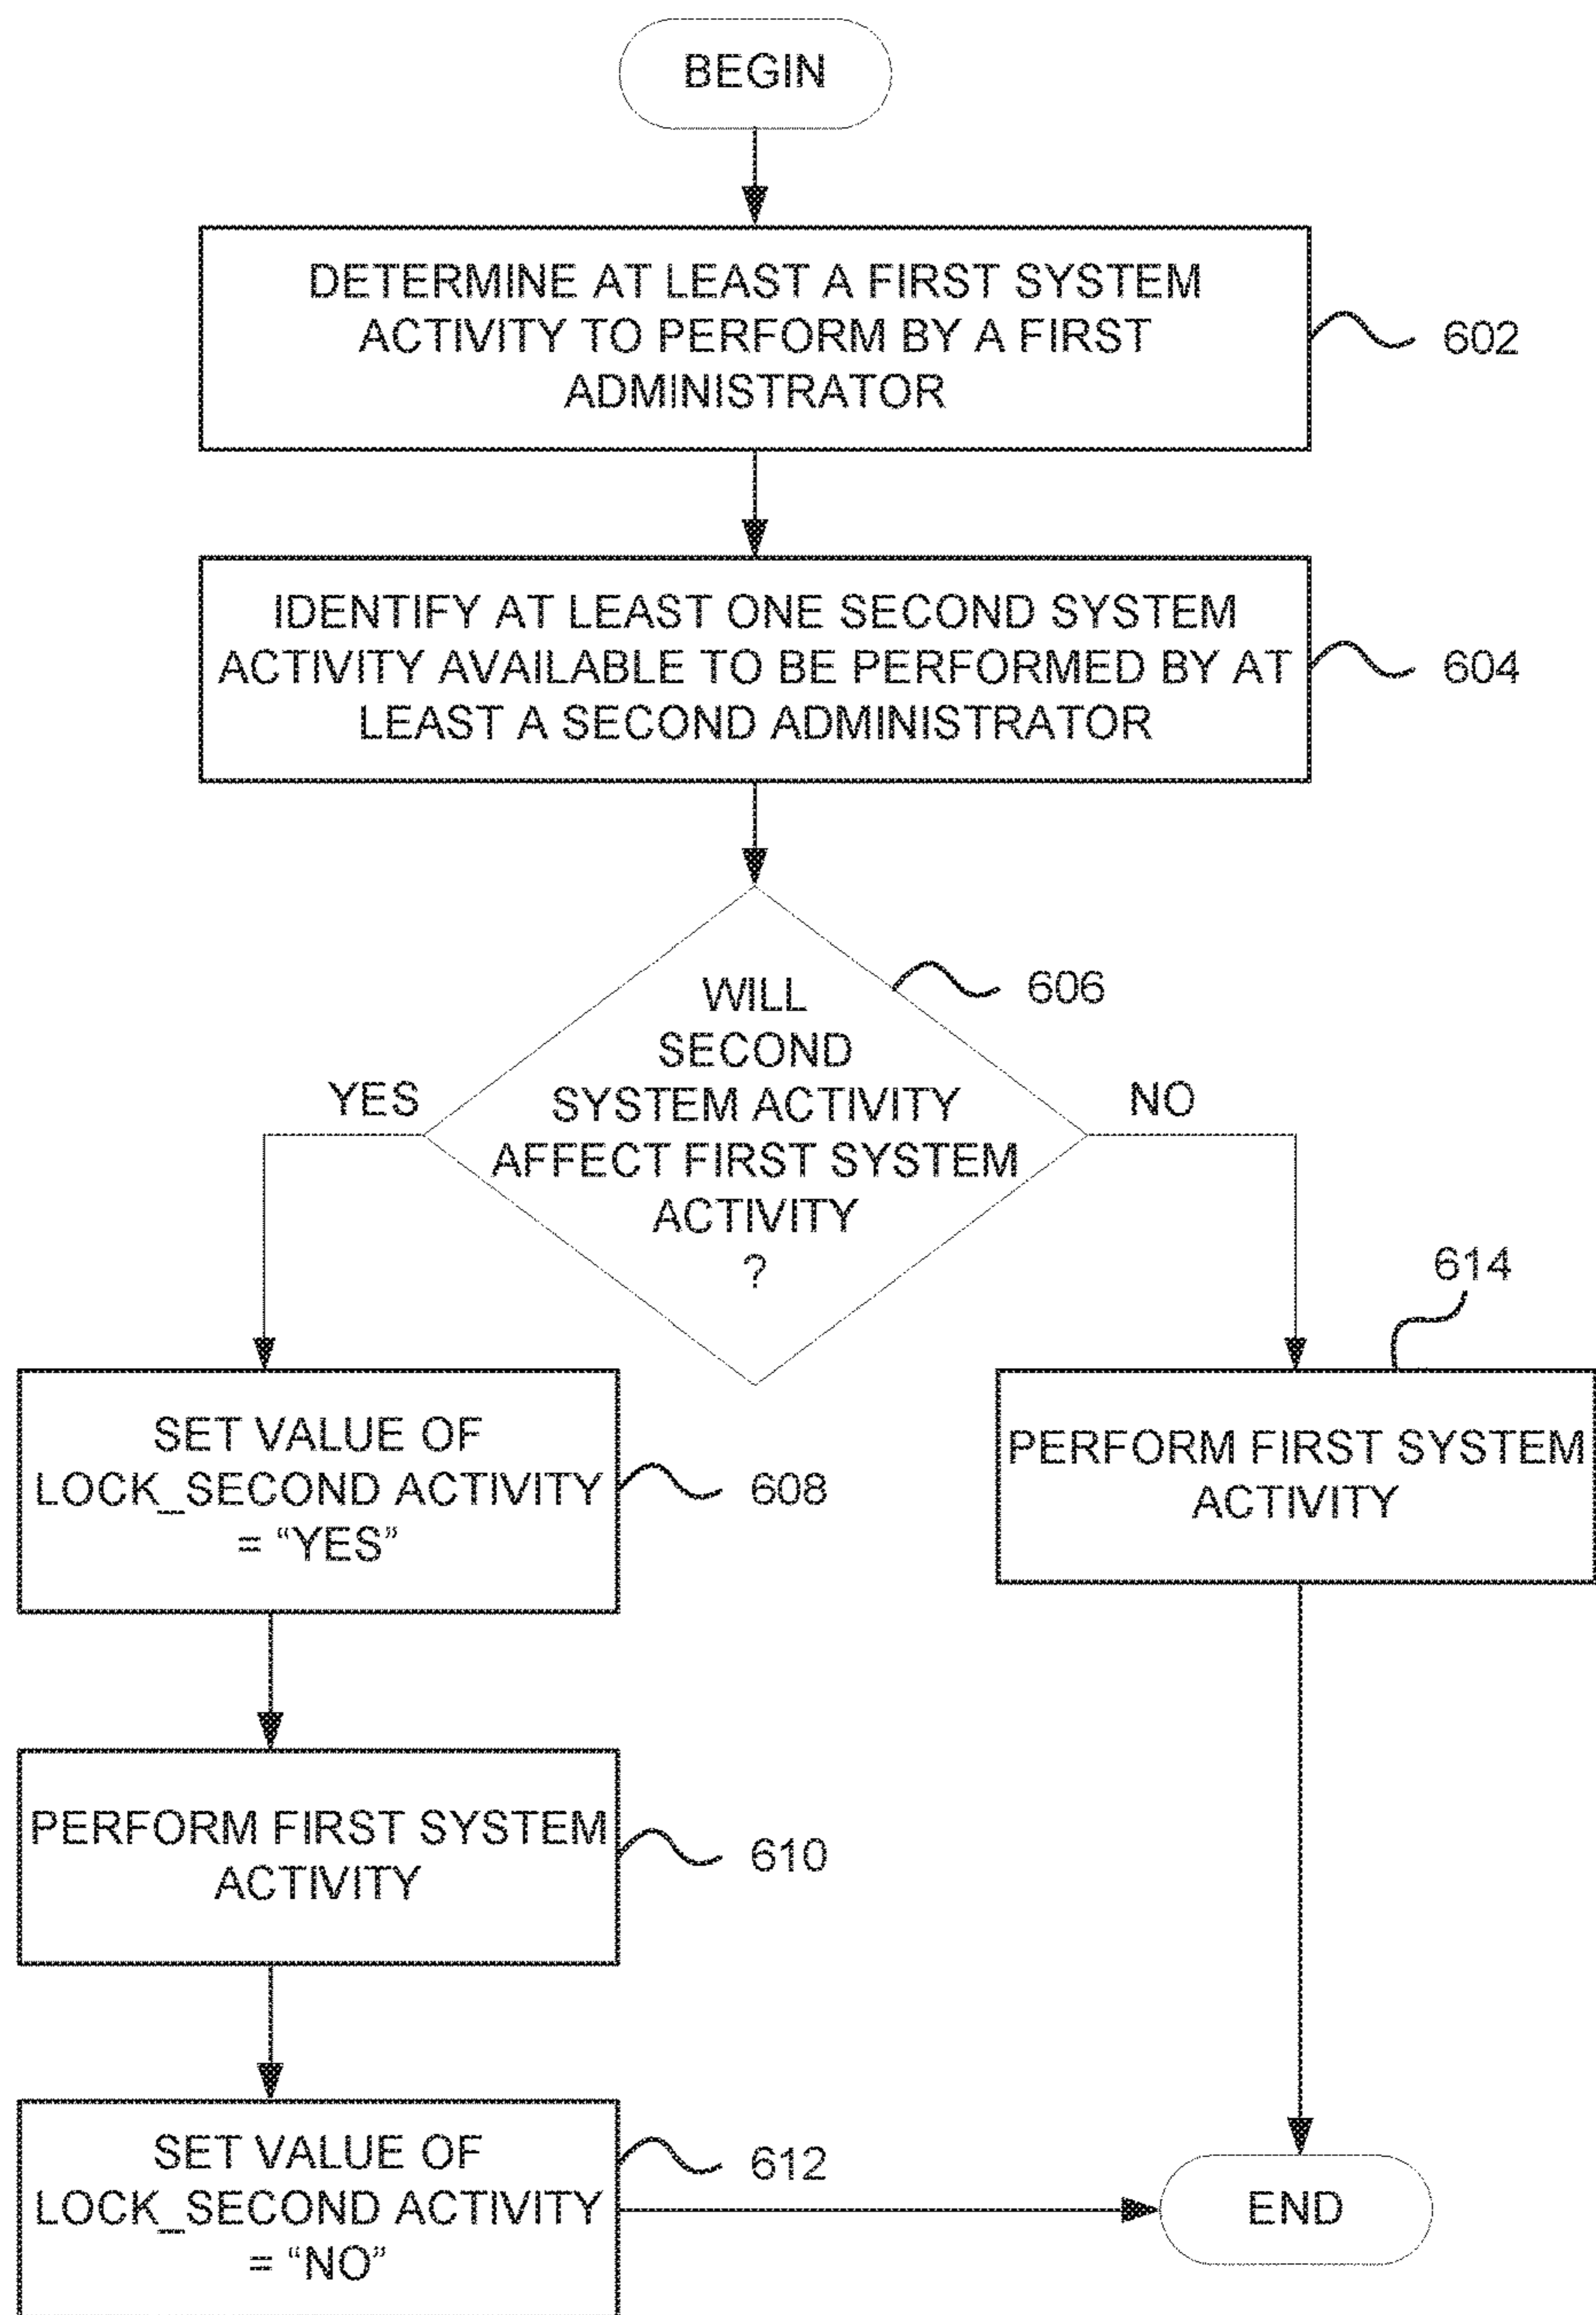 BEGIN
DETERMINE AT LEAST A FIRST SYSTEM
ACTIVITY TO PERFORM BY A FIRST
ADMINISTRATOR
602
IDENTIFY AT LEAST ONE SECOND SYSTEM
ACTIVITY AVAILABLE TO BE PERFORMED BY AT
LEAST A SECOND ADMINISTRATOR
604
WILL
SECOND
SYSTEM ACTIVITY
AFFECT FIRST SYSTEM
ACTIVITY
?
606
YES
NO
614
SET VALUE OF
LOCK_SECOND ACTIVITY
= “YES”
608
PERFORM FIRST SYSTEM
ACTIVITY
PERFORM FIRST SYSTEM
ACTIVITY
610
SET VALUE OF
LOCK_SECOND ACTIVITY
= “NO”
612
END